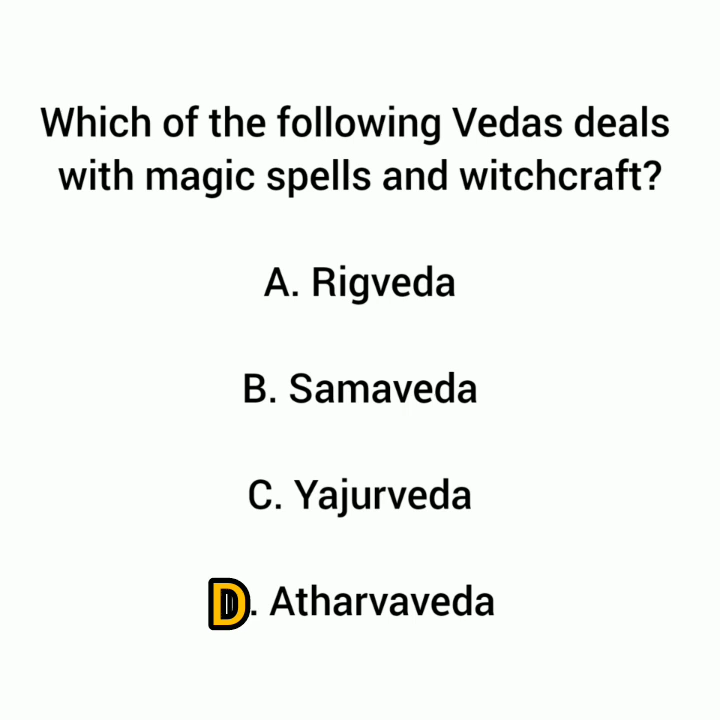 Which of the following Vedas deals
with magic spells and witchcraft?
A. Rigveda
B. Samaveda
C. Yajurveda
D. Atharvaveda